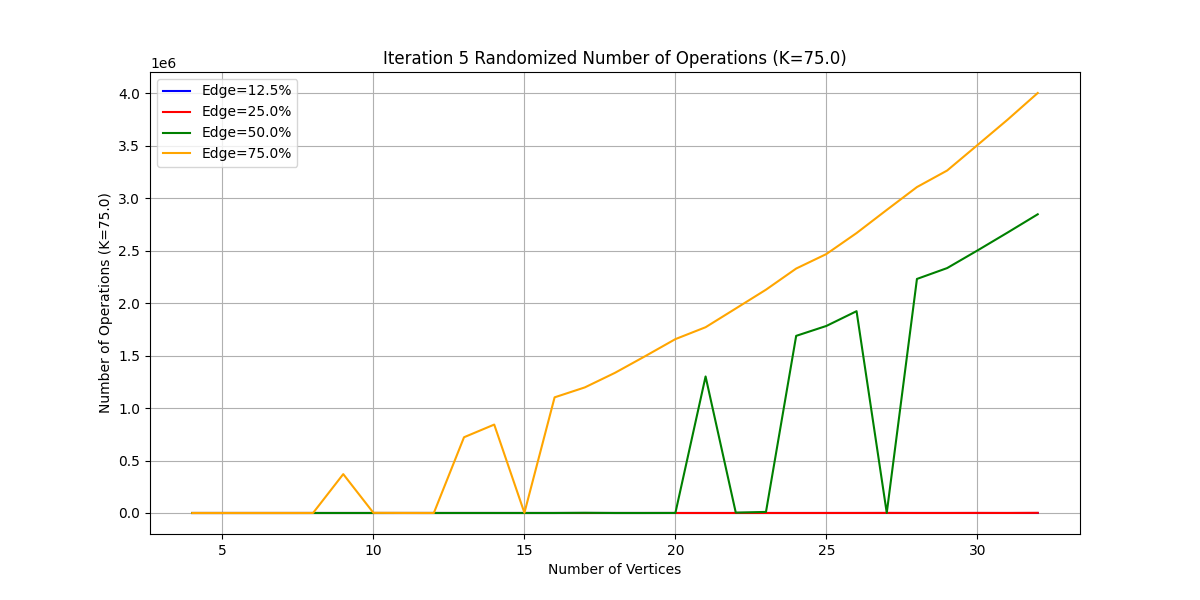 Iteration 5 Randomized Number of Operations (K=75.0)
1e6
Edge=12.5%
Edge=25.0%
Edge=50.0%
Edge=75.0%
4.0
3.5
3.0
2.5
2.0
1.5
1.0
0.5
0.0
Number of Operations (K=75.0)
5 10 15 20 25 30
Number of Vertices